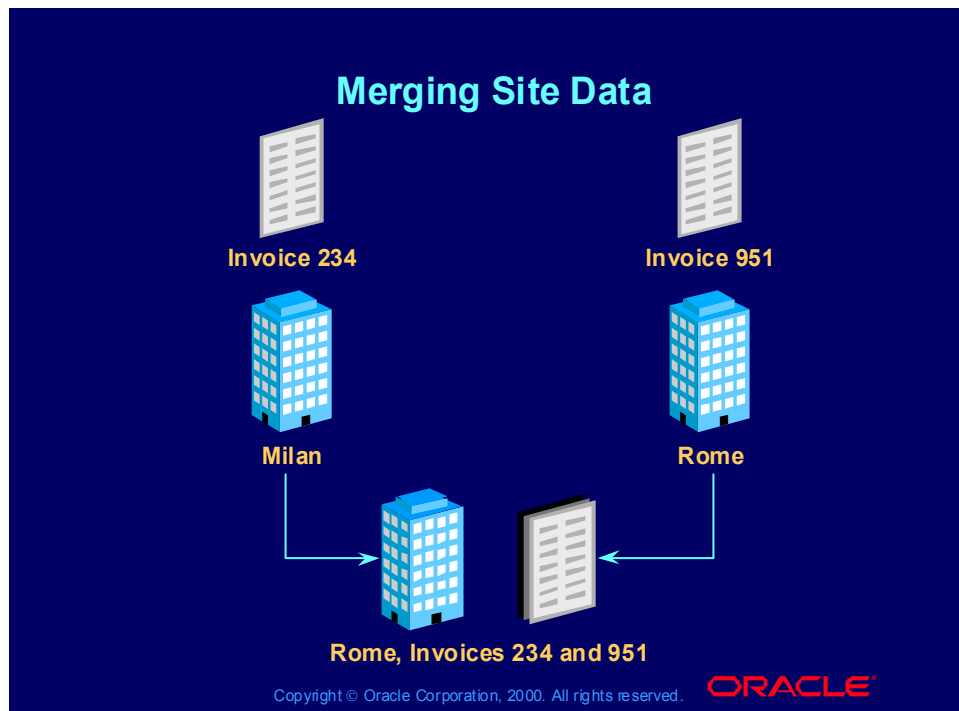 Merging Site Data
Invoice 234
Invoice 951
Milan
Rome
Rome, Invoices 234 and 951
Copyright © Oracle Corporation, 2000. All rights reserved.
ORACLE®